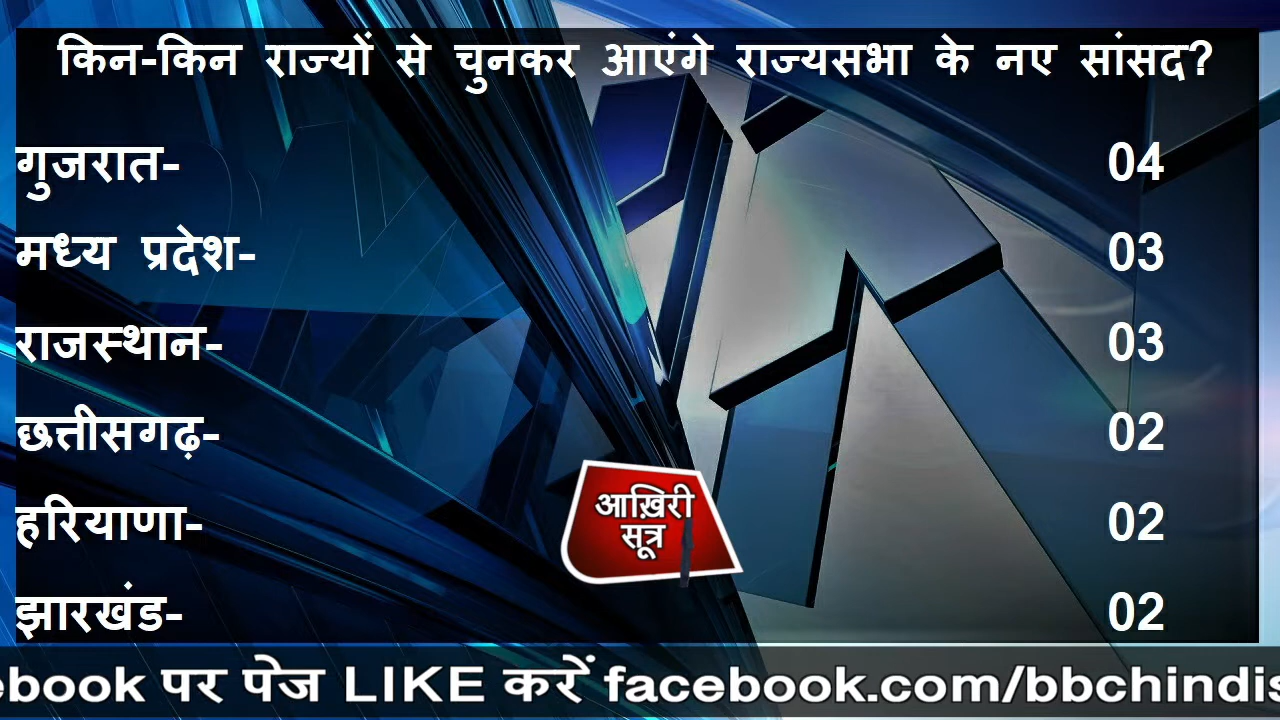 किन-किन राज्यों से चुनकर आएंगे राज्यसभा के नए सांसद?
गुजरात- 04
मध्य प्रदेश- 03
राजस्थान- 03
छत्तीसगढ़- 02
हरियाणा- 02
झारखंड- 02
आख़िरी
सूत्र
ebook पर पेज LIKE करें facebook.com/bbchindis